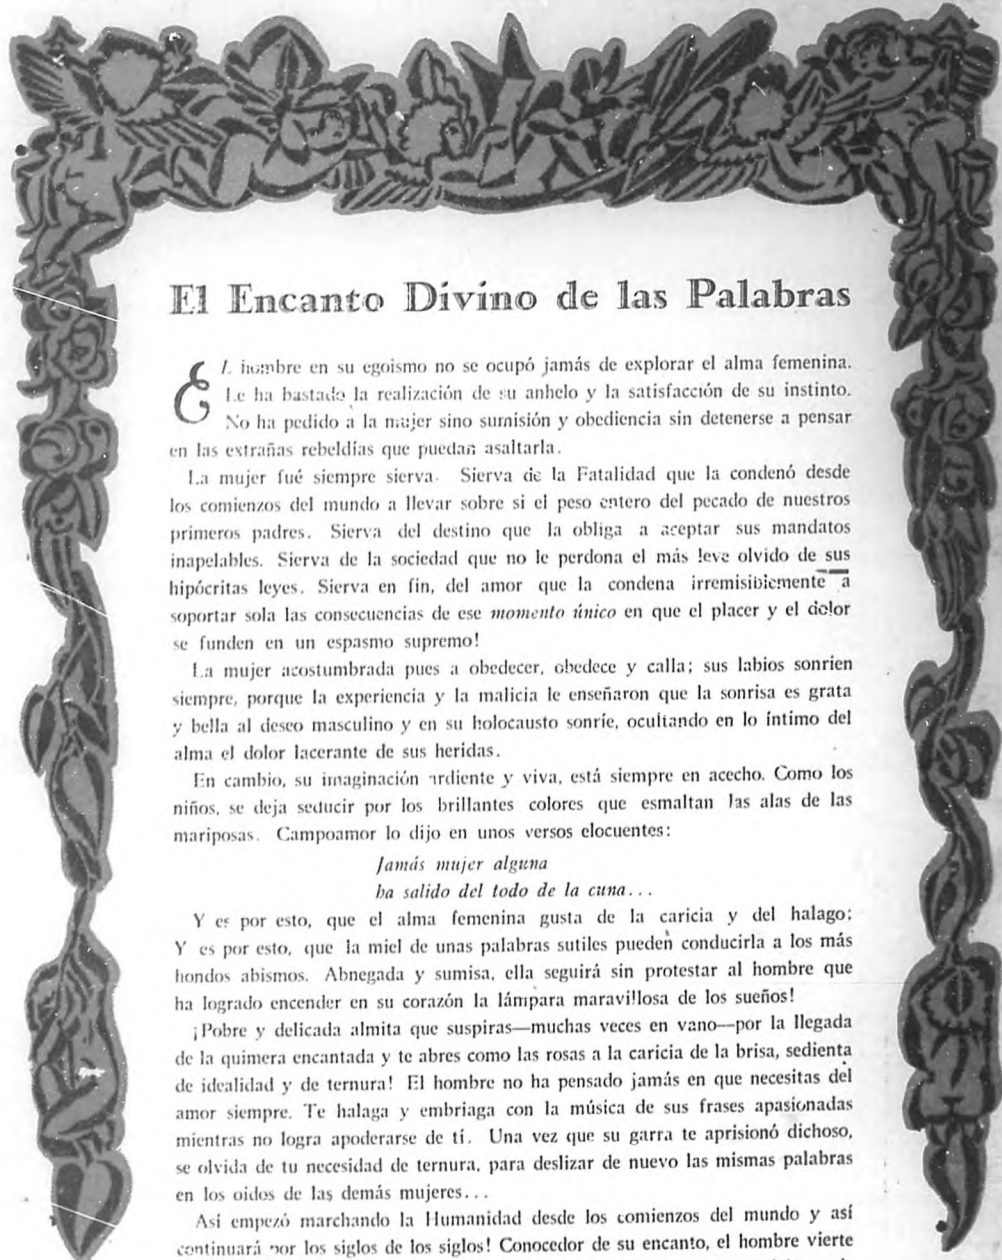 El Encanto Divino de las Palabras
EL hombre en su egoismo no se ocupó jamás de explorar el alma femenina.
Le ha bastado la realización de su anhelo y la satisfacción de su instinto.
No ha pedido a la mujer sino sumisión y obediencia sin detenerse a pensar
en las extrañas rebeldías que puedan asaltarla.
La mujer fué siempre sierva. Sierva de la Fatalidad que la condenó desde
los comienzos del mundo a llevar sobre si el peso entero del pecado de nuestros
primeros padres. Sierva del destino que la obliga a aceptar sus mandatos
inapelables. Sierva de la sociedad que no le perdona el más leve olvido de sus
hipócritas leyes. Sierva en fin, del amor que la condena irremisiblemente a
soportar sola las consecuencias de ese momento único en que el placer y el dolor
se funden en un espasmo supremo!
La mujer acostumbrada pues a obedecer, obedece y calla; sus labios sonrien
siempre, porque la experiencia y la malicia le enseñaron que la sonrisa es grata
y bella al deseo masculino y en su holocausto sonríe, ocultando en lo íntimo del
alma el dolor lacerante de sus heridas.
En cambio, su imaginación ardiente y viva, está siempre en acecho. Como los
niños, se deja seducir por los brillantes colores que esmaltan las alas de las
mariposas. Campoamor lo dijo en unos versos elocuentes:
Jamás mujer alguna
ha salido del todo de la cuna...
Y es por esto, que el alma femenina gusta de la caricia y del halago:
Y es por esto, que la miel de unas palabras sutiles pueden conducirla a los más
hondos abismos. Abnegada y sumisa, ella seguirá sin protestar al hombre que
ha logrado encender en su corazón la lámpara maravillosa de los sueños!
¡Pobre y delicada almita que suspiras—muchas veces en vano—por la llegada
de la quimera encantada y te abres como las rosas a la caricia de la brisa, sedienta
de idealidad y de ternura! El hombre no ha pensado jamás en que necesitas del
amor siempre. Te halaga y embriaga con la música de sus frases apasionadas
mientras no logra apoderarse de tí. Una vez que su garra te aprisionó dichoso,
se olvida de tu necesidad de ternura, para deslizar de nuevo las mismas palabras
en los oidos de las demás mujeres...
Así empezó marchando la Humanidad desde los comienzos del mundo y así
continuará por los siglos de los siglos! Conocedor de su encanto, el hombre vierte